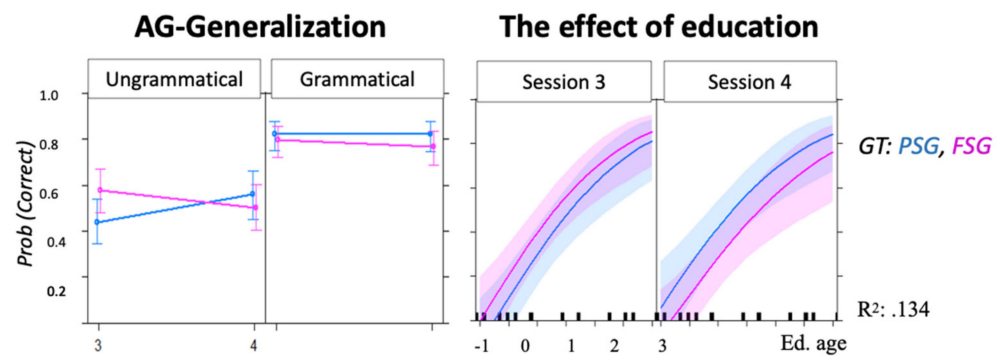 AG-Generalization
The effect of education
Ungrammatical
Grammatical
Session 3
Session 4
1.0
0.8
0.6
0.4
0.2
Prob (Correct)
GT: PSG, FSG
R²: .134
3
4
-1
0
1
2
3
Ed. age